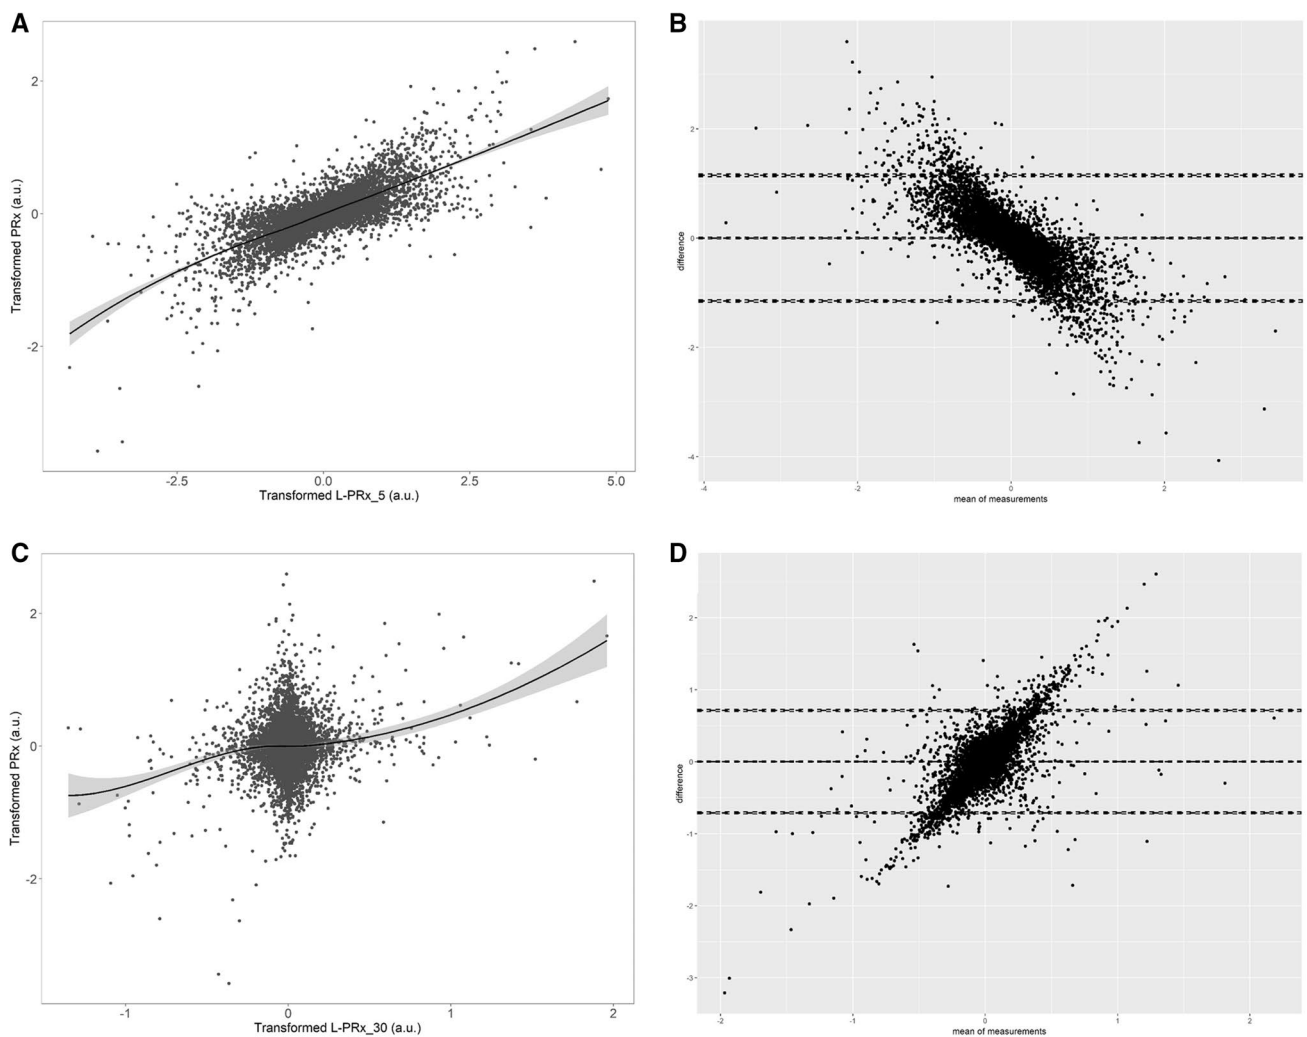 A
Transformed PRx (a.u.)
2
0
-2
-2.5
0.0
2.5
5.0
Transformed L-PRx_5 (a.u.)
B
difference
2
0
-2
-4
-4
-2
0
2
mean of measurements
C
Transformed PRx (a.u.)
2
0
-2
-1
0
1
2
Transformed L-PRx_30 (a.u.)
D
difference
2
1
0
-1
-2
-3
-2
-1
0
1
2
mean of measurements